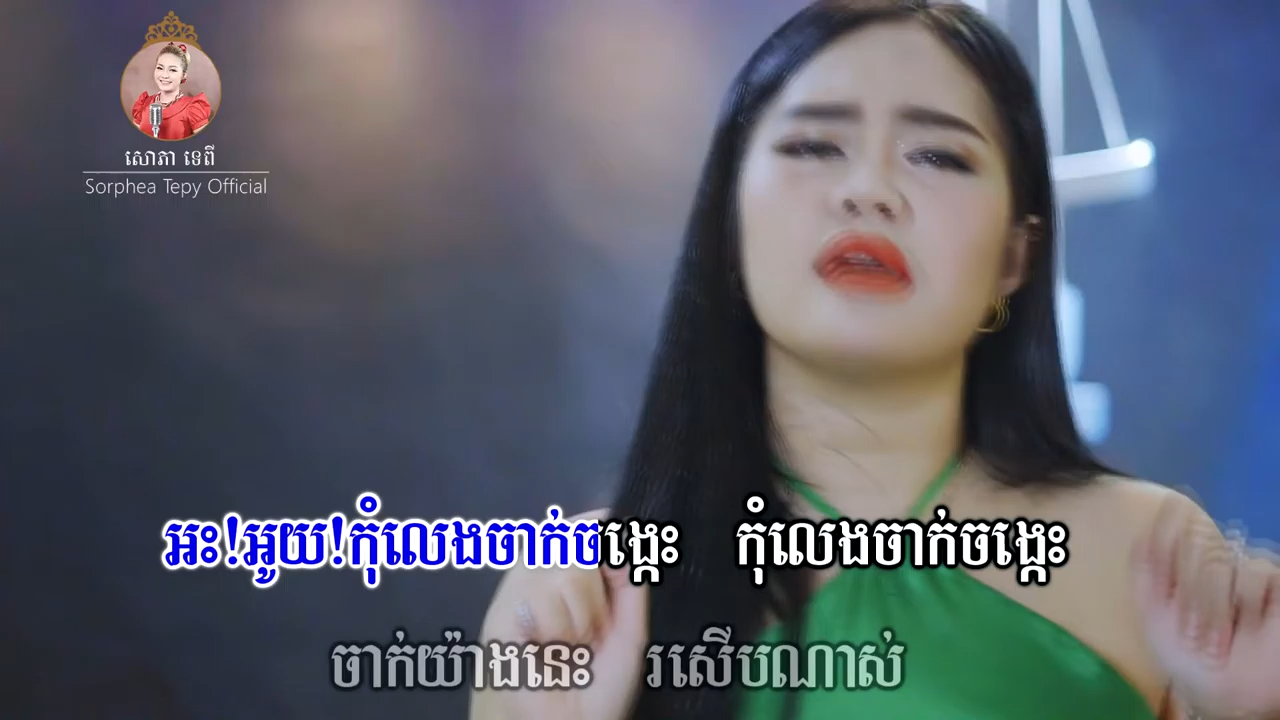 សោភា ទេពី
Sorphea Tepy Official
អះ!អូយ!កុំលេងចាក់ចង្កេះ កុំលេងចាក់ចង្កេះ
ចាក់យ៉ាងនេះ រសើបណាស់